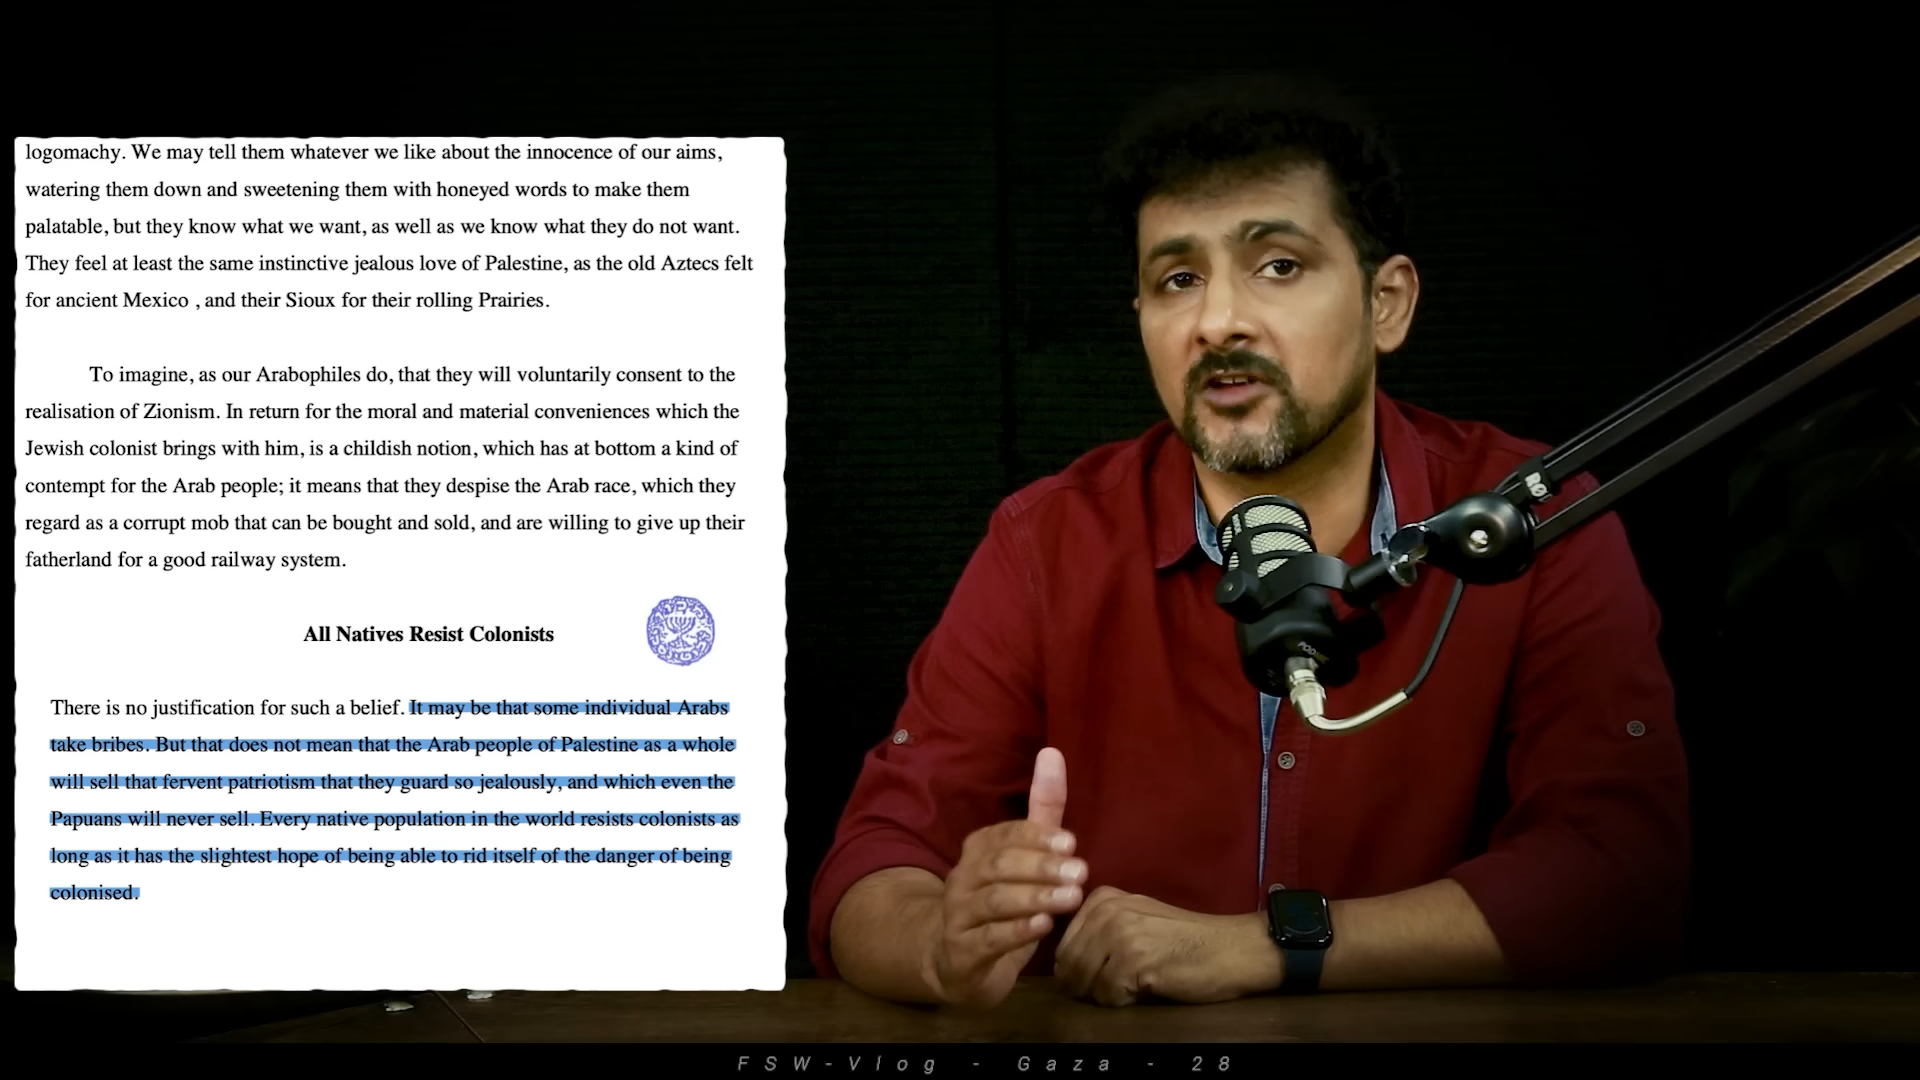 logomachy. We may tell them whatever we like about the innocence of our aims,
watering them down and sweetening them with honeyed words to make them
palatable, but they know what we want, as well as we know what they do not want.
They feel at least the same instinctive jealous love of Palestine, as the old Aztecs felt
for ancient Mexico , and their Sioux for their rolling Prairies.
To imagine, as our Arabophiles do, that they will voluntarily consent to the
realisation of Zionism. In return for the moral and material conveniences which the
Jewish colonist brings with him, is a childish notion, which has at bottom a kind of
contempt for the Arab people; it means that they despise the Arab race, which they
regard as a corrupt mob that can be bought and sold, and are willing to give up their
fatherland for a good railway system.
All Natives Resist Colonists
There is no justification for such a belief. It may be that some individual Arabs
take bribes. But that does not mean that the Arab people of Palestine as a whole
will sell that fervent patriotism that they guard so jealously, and which even the
Papuans will never sell. Every native population in the world resists colonists as
long as it has the slightest hope of being able to rid itself of the danger of being
colonised.
FSW-Vlog - Gaza - 28